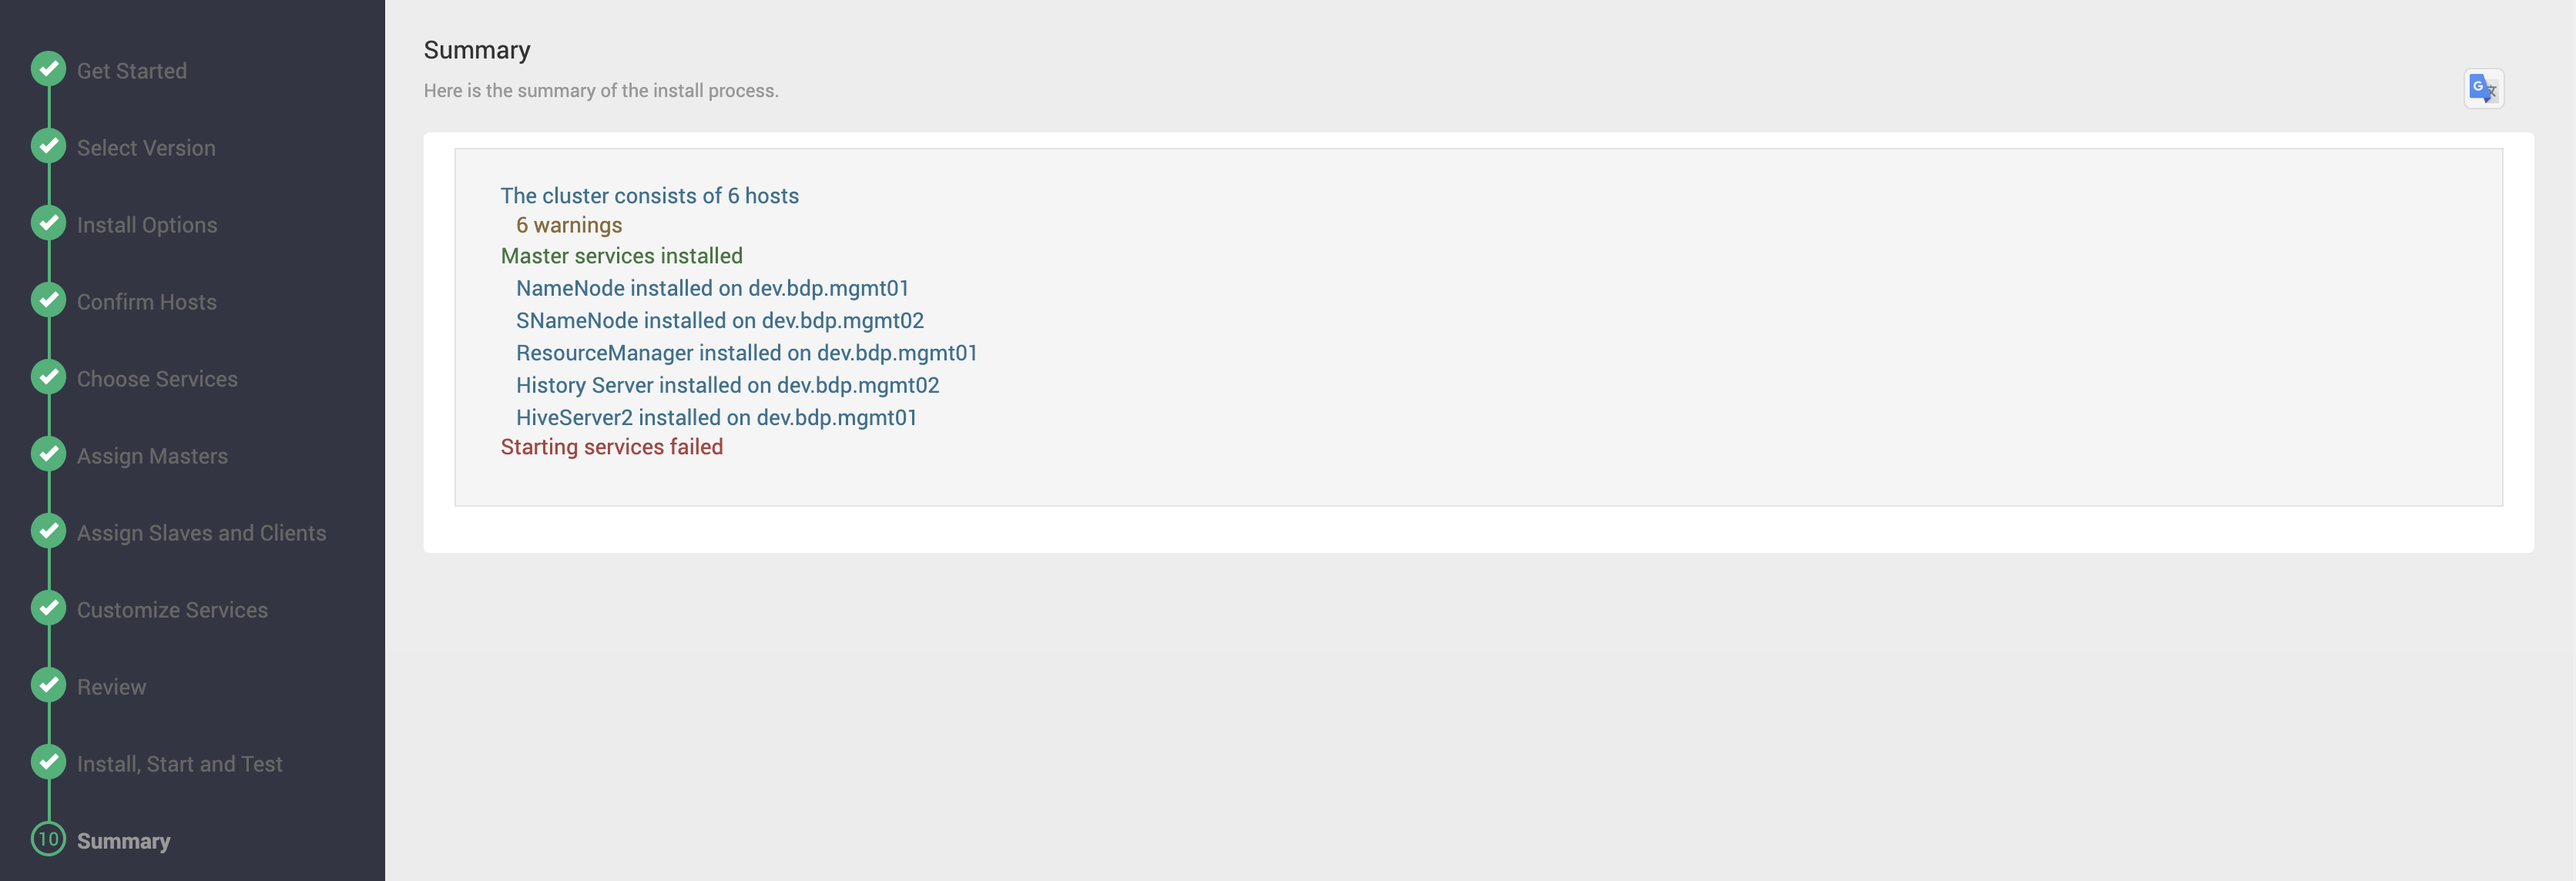 Get Started
Select Version
Install Options
Confirm Hosts
Choose Services
Assign Masters
Assign Slaves and Clients
Customize Services
Review
Install, Start and Test
10 Summary
Summary
Here is the summary of the install process.
G 文
The cluster consists of 6 hosts
6 warnings
Master services installed
NameNode installed on dev.bdp.mgmt01
SNameNode installed on dev.bdp.mgmt02
ResourceManager installed on dev.bdp.mgmt01
History Server installed on dev.bdp.mgmt02
HiveServer2 installed on dev.bdp.mgmt01
Starting services failed